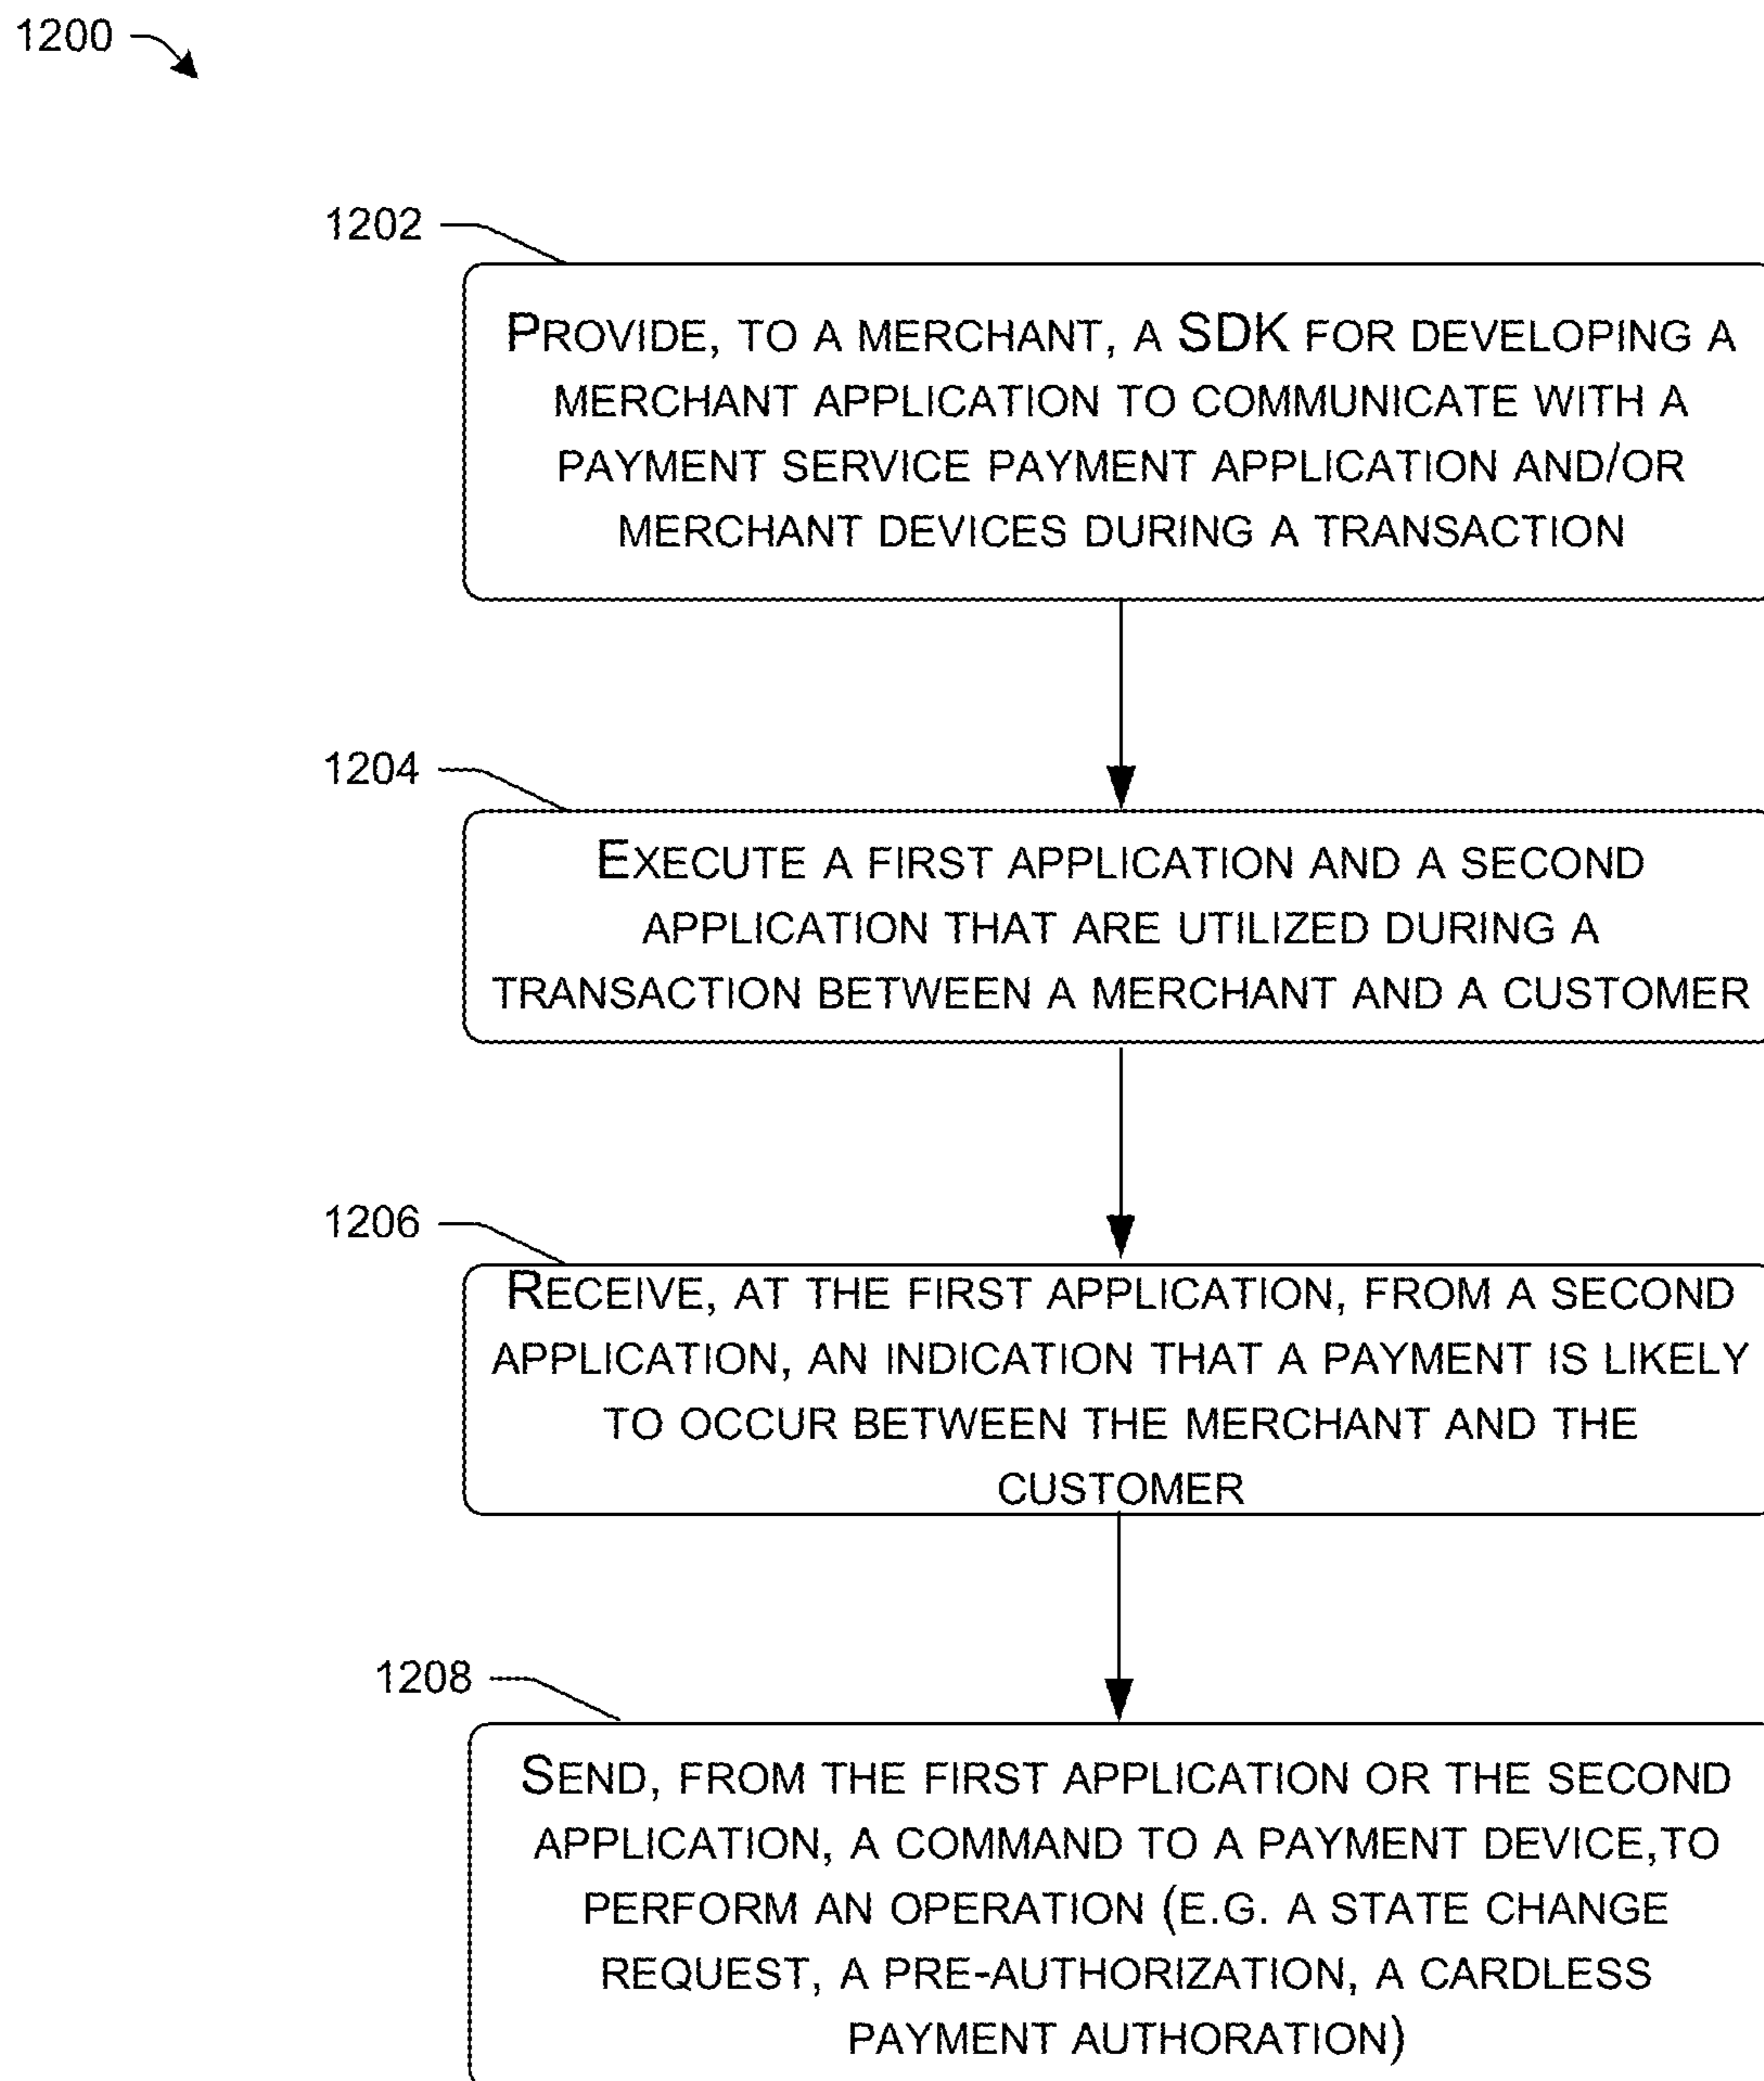 1200
1202
PROVIDE, TO A MERCHANT, A SDK FOR DEVELOPING A
MERCHANT APPLICATION TO COMMUNICATE WITH A
PAYMENT SERVICE PAYMENT APPLICATION AND/OR
MERCHANT DEVICES DURING A TRANSACTION
1204
EXECUTE A FIRST APPLICATION AND A SECOND
APPLICATION THAT ARE UTILIZED DURING A
TRANSACTION BETWEEN A MERCHANT AND A CUSTOMER
1206
RECEIVE, AT THE FIRST APPLICATION, FROM A SECOND
APPLICATION, AN INDICATION THAT A PAYMENT IS LIKELY
TO OCCUR BETWEEN THE MERCHANT AND THE
CUSTOMER
1208
SEND, FROM THE FIRST APPLICATION OR THE SECOND
APPLICATION, A COMMAND TO A PAYMENT DEVICE,TO
PERFORM AN OPERATION (E.G. A STATE CHANGE
REQUEST, A PRE-AUTHORIZATION, A CARDLESS
PAYMENT AUTHORATION)